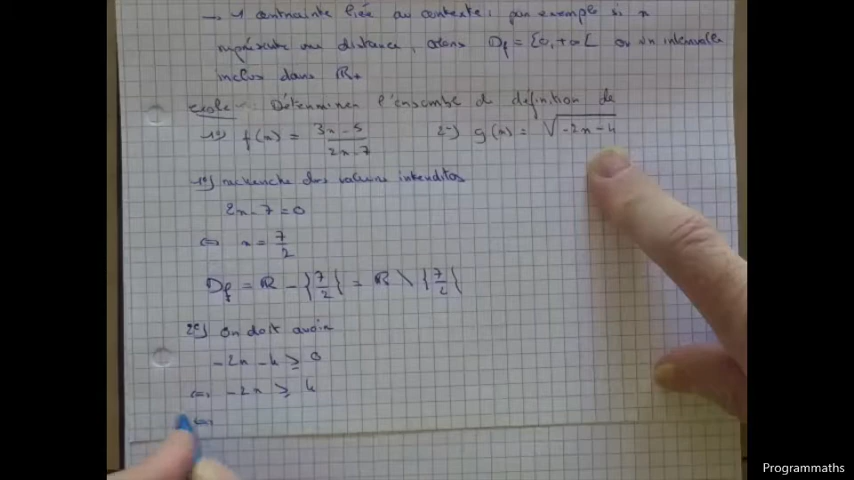 → 1 contrainte liée au contexte : par exemple si x
représente une distance, alors Df = [0,+∞[ ou un intervalle
inclus dans ℝ+
Déterminer l'ensemble d définition de
1°) f(x) = (3x-5)/(2x-7) 2°) g(x) = √(-2x-4)
1°) recherche des valeurs interdites
2x-7=0
⇔ x = 7/2
Df = ℝ - {7/2} = ℝ \ {7/2}
2°) On doit avoir
-2x-4 ≥ 0
⇔ -2x ≥ 4
⇔
Programmaths